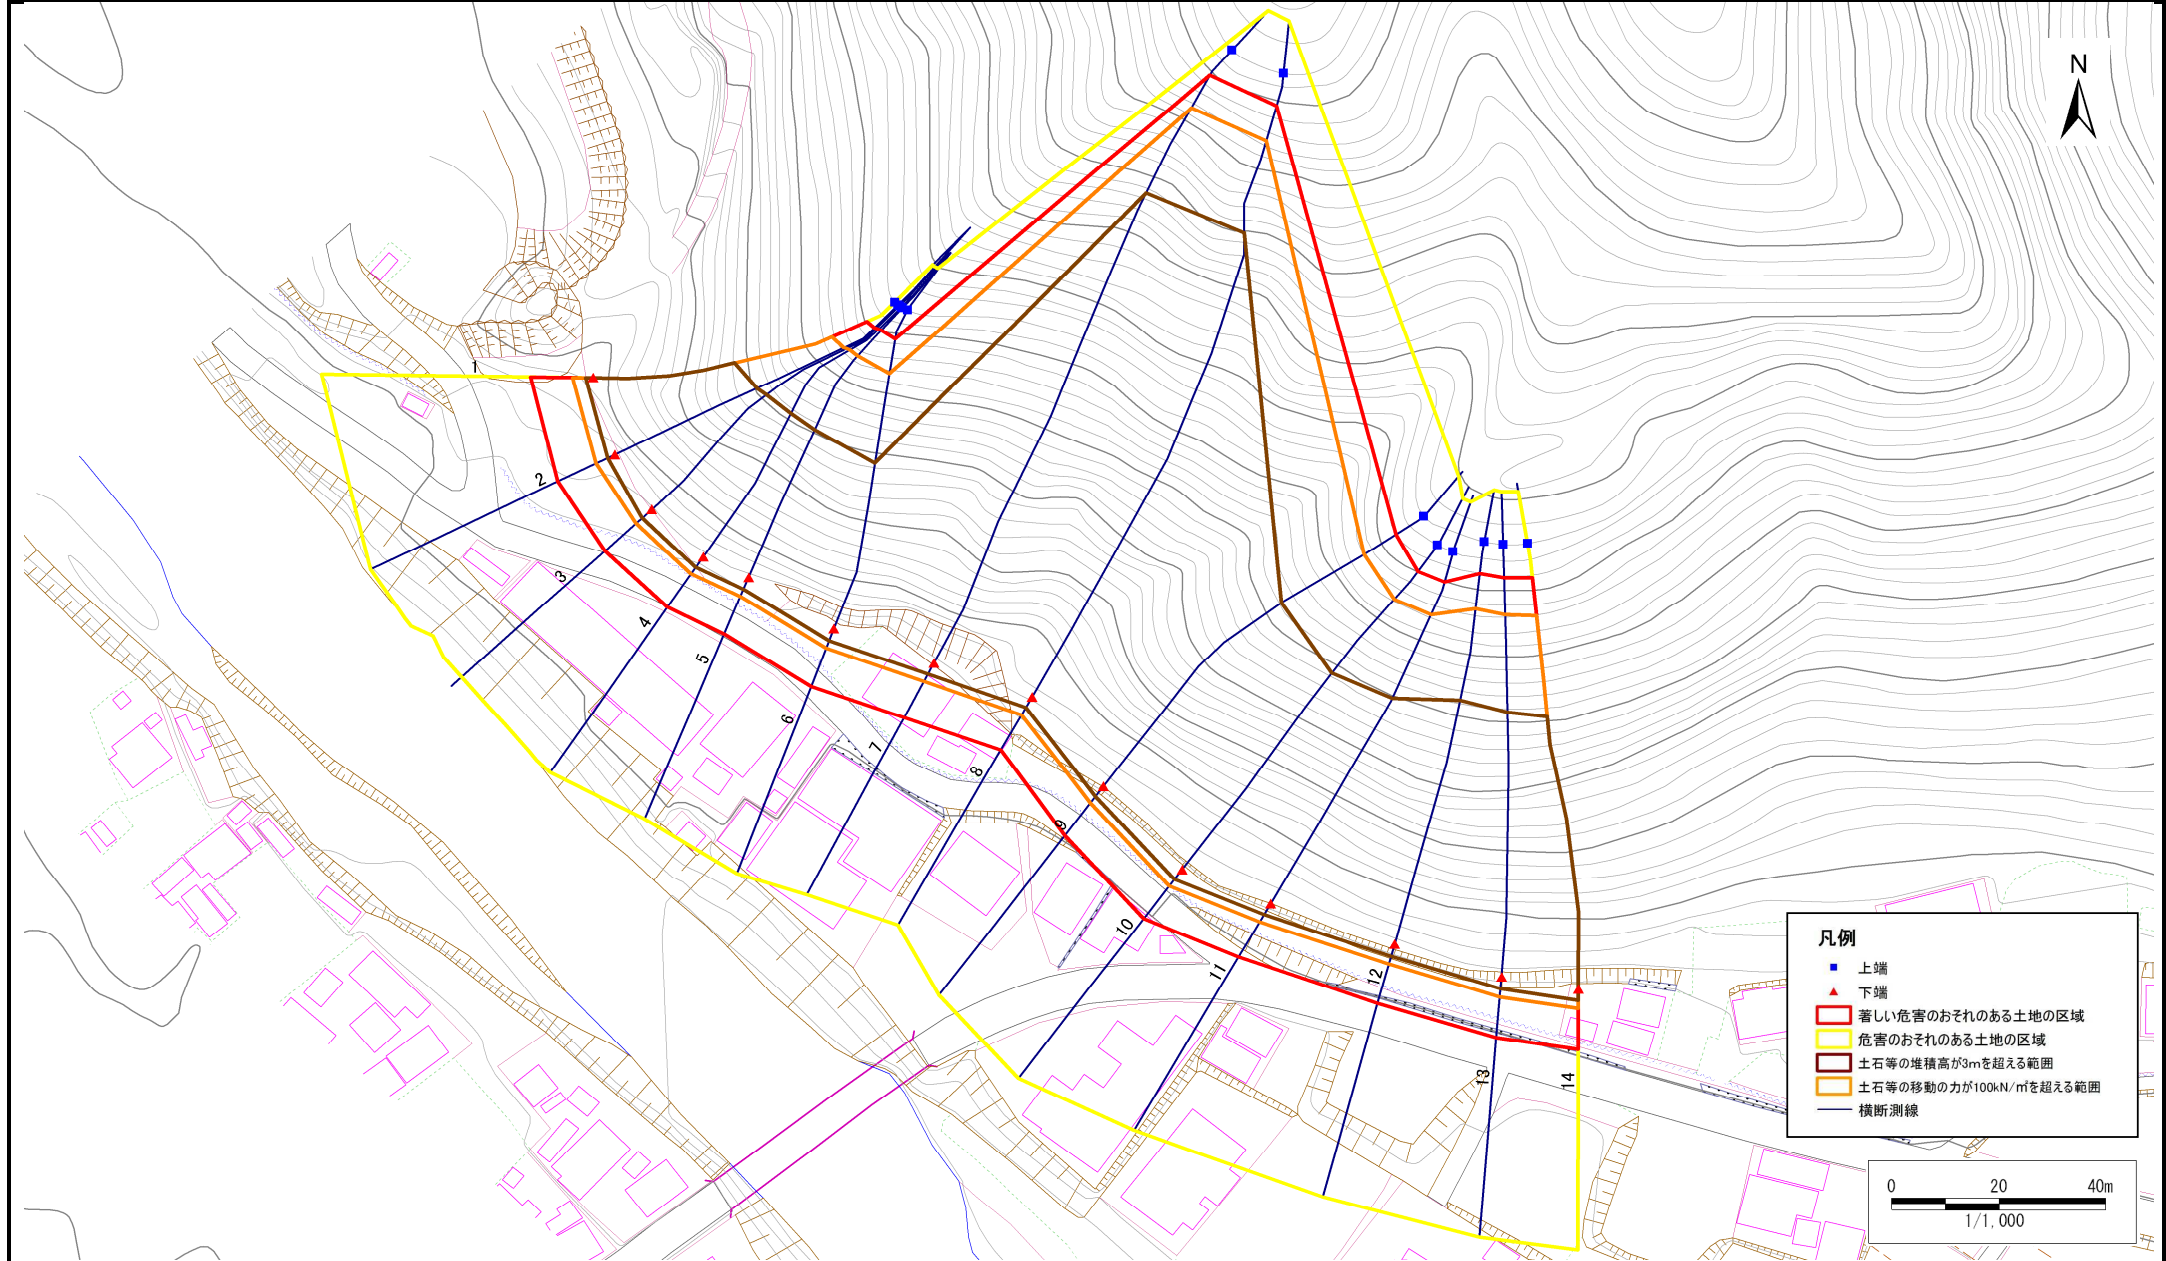 N
1
2
3
4
5
6
7
8
9
10
11
12
13
14
凡例
上端
下端
著しい危害のおそれのある土地の区域
危害のおそれのある土地の区域
土石等の堆積高が3mを超える範囲
土石等の移動の力が100kN/㎡を超える範囲
横断測線
0 20 40m
1/1,000